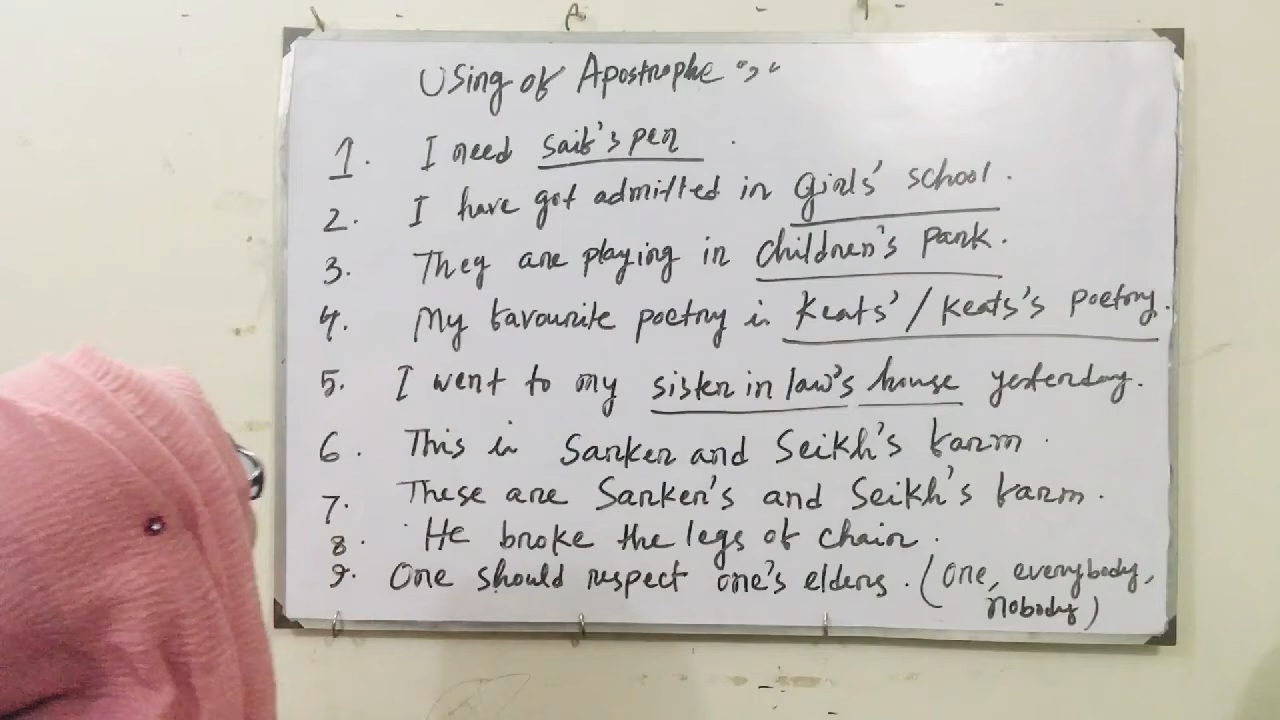 Using of Apostrophe “,“
1. I need Saif's pen.
2. I have got admitted in Girls' school.
3. They are playing in Children's park.
4. My favourite poetry is Keats' / Keats's Poetry.
5. I went to my sister in law's house yesterday.
6. This is Sarker and Seikh's farm.
7. These are Sarker's and Seikh's farm.
8. He broke the legs of chair.
9. One should respect one's elders. (One, everybody,
nobody)